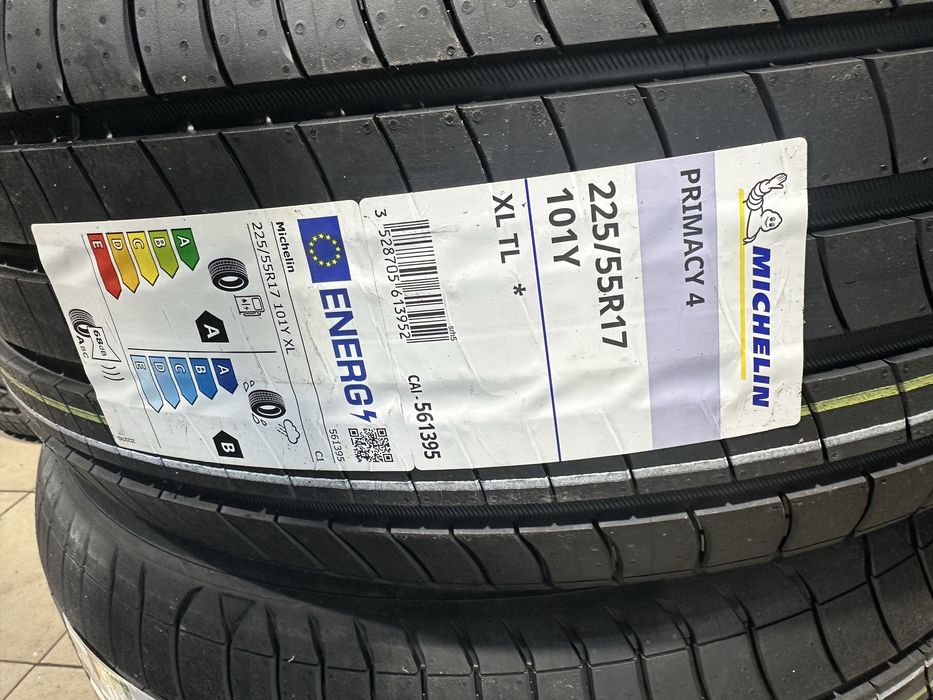 MICHELIN
PRIMACY 4
225/55R17
101Y
XL TL *
CAI - 561395
sth5
3 528705 613952
ENERG
561395
Michelin
225/55R17 101Y XL
C1
A
B
C
D
E
A
A
B
C
D
E
B
68dB
ABC